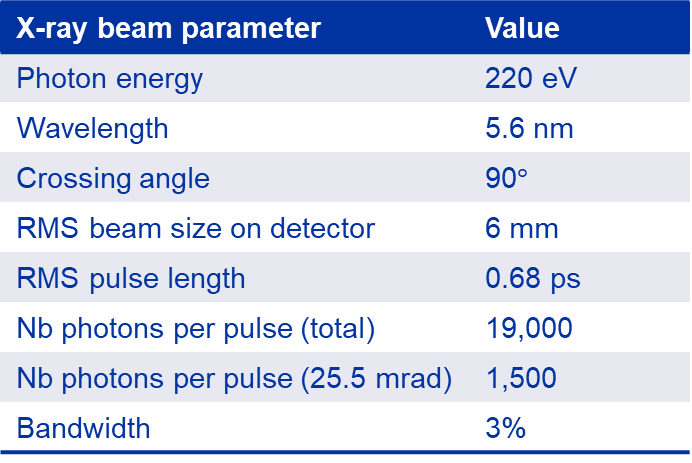 X-ray beam parameter Value
Photon energy 220 eV
Wavelength 5.6 nm
Crossing angle 90°
RMS beam size on detector 6 mm
RMS pulse length 0.68 ps
Nb photons per pulse (total) 19,000
Nb photons per pulse (25.5 mrad) 1,500
Bandwidth 3%